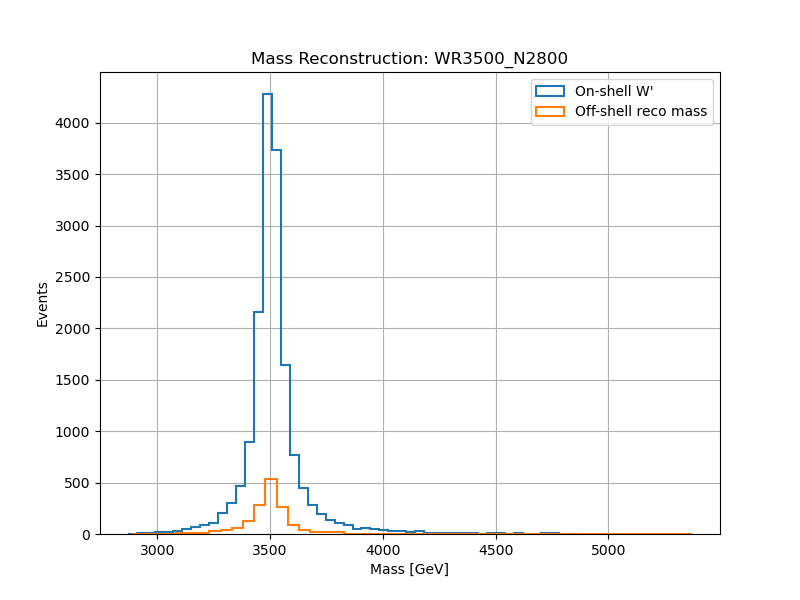 Mass Reconstruction: WR3500_N2800
On-shell W'
Off-shell reco mass
4000
3500
3000
2500
2000
1500
1000
500
0
Events
3000 3500 4000 4500 5000
Mass [GeV]